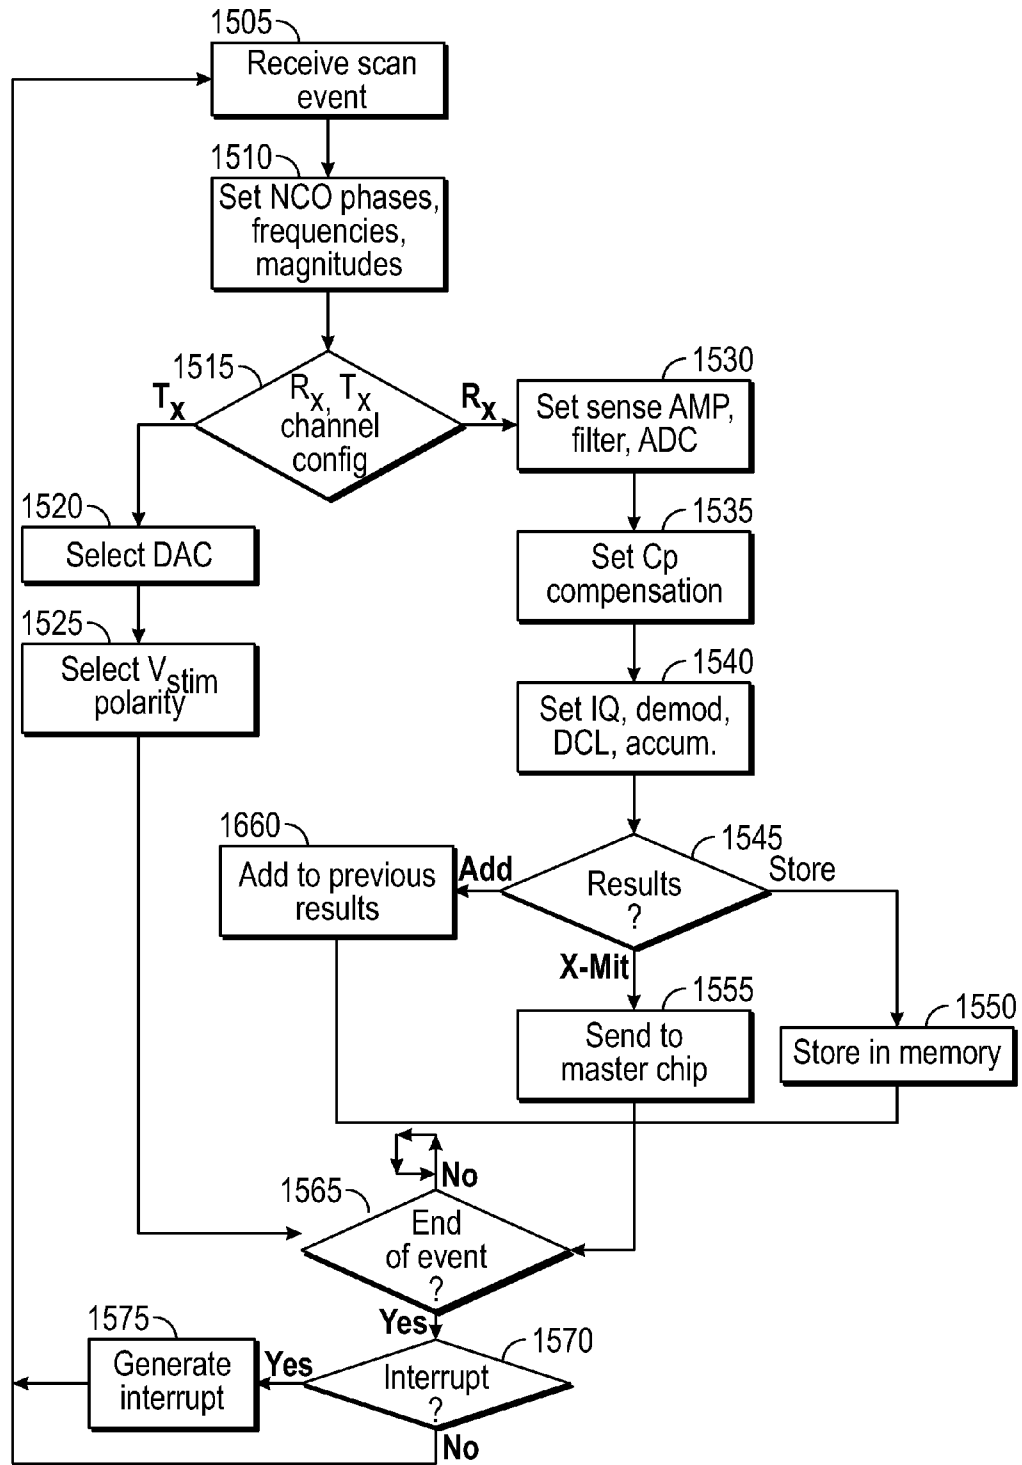 1505
Receive scan
event
1510
Set NCO phases,
frequencies,
magnitudes
1515
Tx
Rx, Tx
channel
config
Rx
1530
Set sense AMP,
filter, ADC
1520
Select DAC
1535
Set Cp
compensation
1525
Select Vstim
polarity
1540
Set IQ, demod,
DCL, accum.
1660
Add to previous
results
Add
1545
Results
?
Store
X-Mit
1555
Send to
master chip
1550
Store in memory
No
1565
End
of event
?
Yes
1575
Generate
interrupt
Yes
1570
Interrupt
?
No